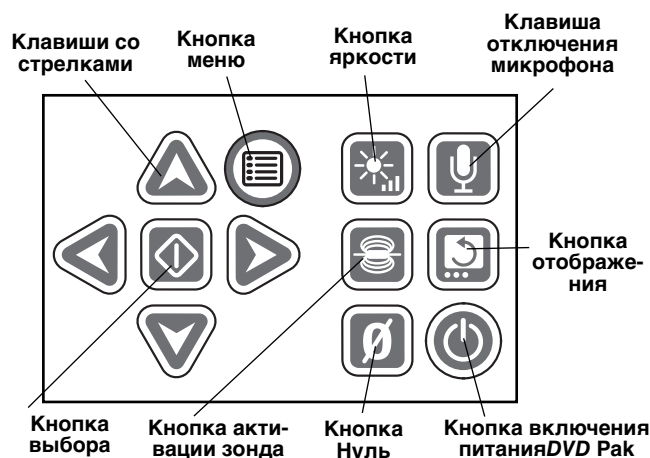 Клавиши со
стрелками
Кнопка
меню
Кнопка
яркости
Клавиша
отключения
микрофона
Кнопка
отображе-
ния
Кнопка
выбора
Кнопка акти-
вации зонда
Кнопка
Нуль
Кнопка включения
питанияDVD Pak